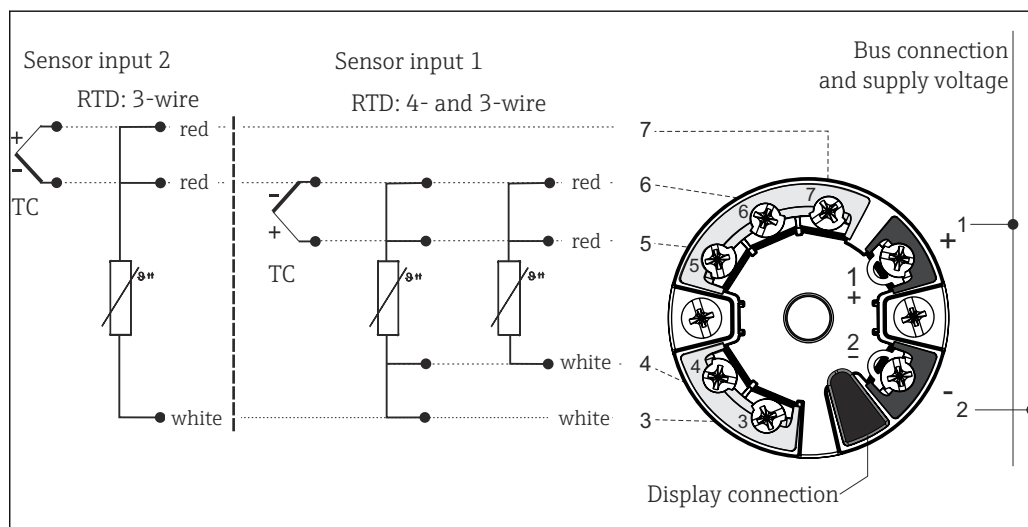 Sensor input 2
RTD: 3-wire
Sensor input 1
RTD: 4- and 3-wire
Bus connection
and supply voltage
+
-
TC
red
red
white
-
+
TC
red
red
white
white
7
6
5
4
3
7
6
5
4
3
1
+
2
-
+
1
-
2
Display connection